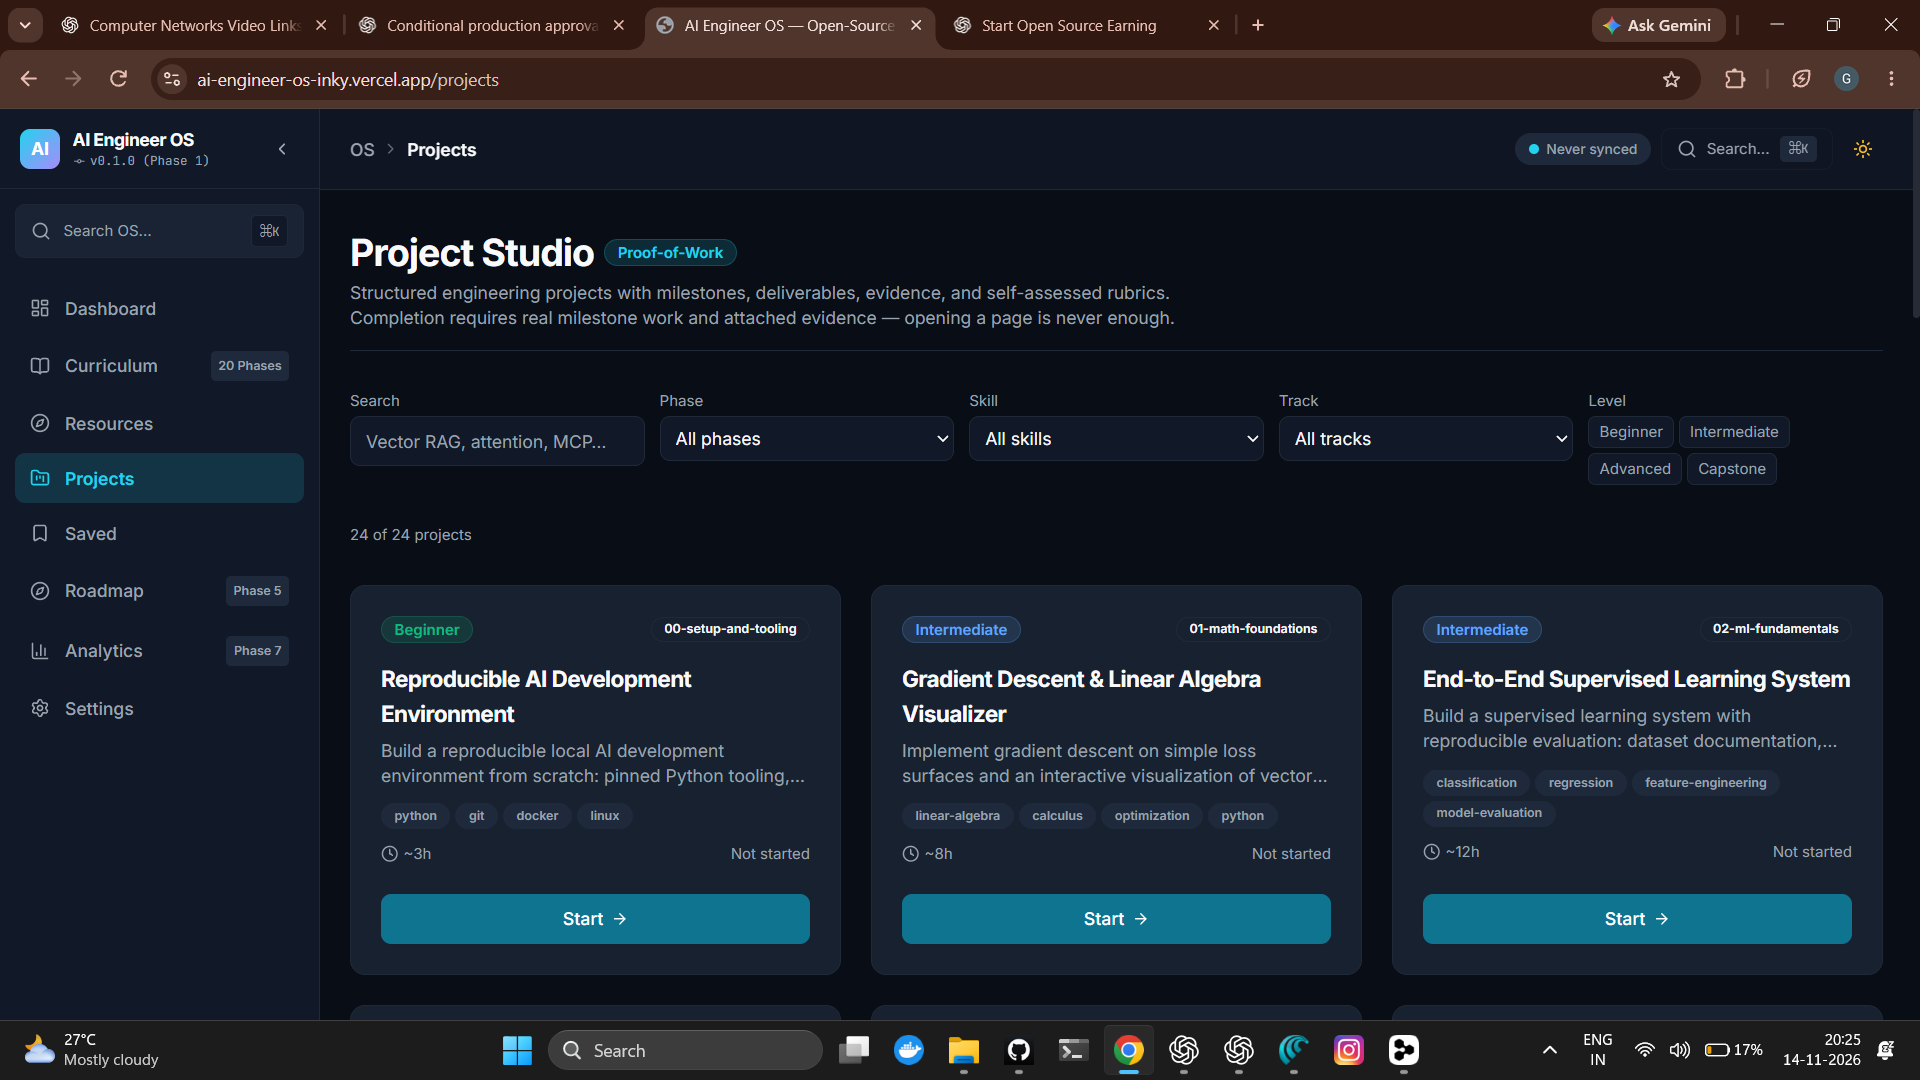 Computer Networks Video Links
Conditional production approva
AI Engineer OS — Open-Source
Start Open Source Earning
Ask Gemini
ai-engineer-os-inky.vercel.app/projects
G
AI
AI Engineer OS
v0.1.0 (Phase 1)
OS > Projects
Never synced
Search...
⌘K
Search OS...
⌘K
Dashboard
Curriculum
20 Phases
Resources
Projects
Saved
Roadmap
Phase 5
Analytics
Phase 7
Settings
Project Studio
Proof-of-Work
Structured engineering projects with milestones, deliverables, evidence, and self-assessed rubrics.
Completion requires real milestone work and attached evidence — opening a page is never enough.
Search
Vector RAG, attention, MCP...
Phase
All phases
Skill
All skills
Track
All tracks
Level
Beginner
Intermediate
Advanced
Capstone
24 of 24 projects
Beginner
00-setup-and-tooling
Reproducible AI Development
Environment
Build a reproducible local AI development
environment from scratch: pinned Python tooling,...
python
git
docker
linux
~3h
Not started
Start →
Intermediate
01-math-foundations
Gradient Descent & Linear Algebra
Visualizer
Implement gradient descent on simple loss
surfaces and an interactive visualization of vector...
linear-algebra
calculus
optimization
python
~8h
Not started
Start →
Intermediate
02-ml-fundamentals
End-to-End Supervised Learning System
Build a supervised learning system with
reproducible evaluation: dataset documentation,...
classification
regression
feature-engineering
model-evaluation
~12h
Not started
Start →
27°C
Mostly cloudy
Search
ENG
IN
17%
20:25
14-11-2026